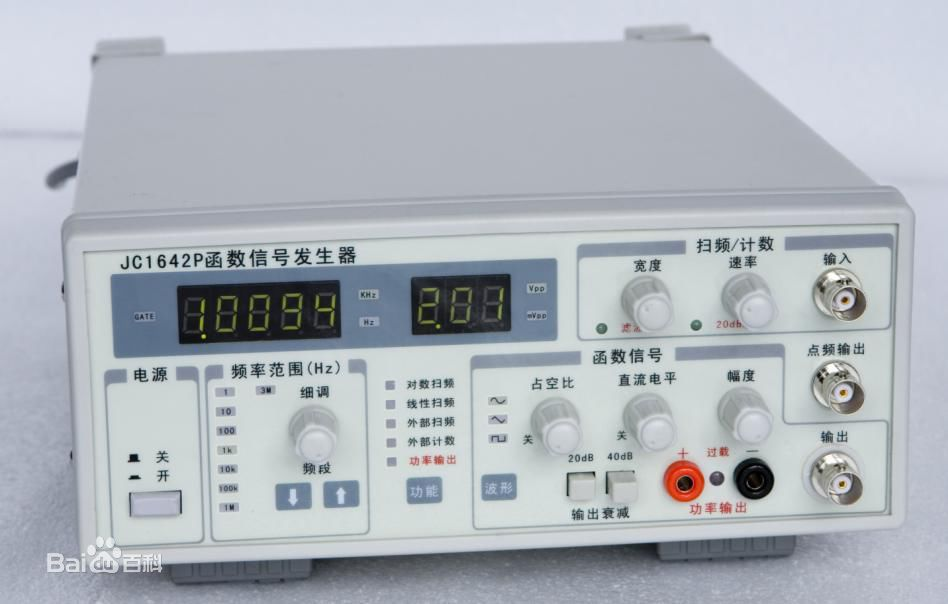 JC1642P函数信号发生器
GATE
.10094
KHz
Hz
2.01
Vpp
mVpp
扫频/计数
宽度
速率
输入
20dB
电源
关
开
频率范围(Hz)
1
3M
10
100
1k
10k
100k
1M
细调
频段
对数扫频
线性扫频
外部扫频
外部计数
功率输出
功能
函数信号
占空比
直流电平
幅度
关
关
波形
20dB
40dB
输出衰减
+
过载
-
功率输出
点频输出
输出
Bai du 百科